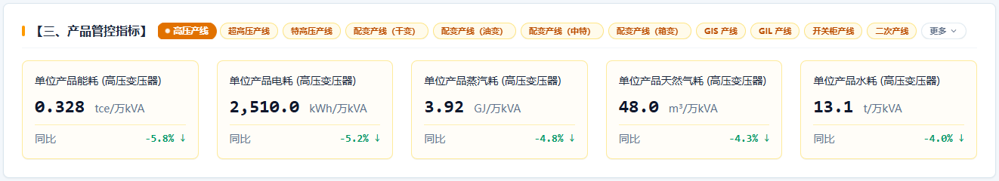 【三、产品管控指标】 高压产线 超高压产线 特高压产线 配变产线（干变） 配变产线（油变） 配变产线（中特） 配变产线（箱变） GIS 产线 GIL 产线 开关柜产线 二次产线 更多
单位产品能耗 (高压变压器) 单位产品电耗 (高压变压器) 单位产品蒸汽耗 (高压变压器) 单位产品天然气耗 (高压变压器) 单位产品水耗 (高压变压器)
0.328 tce/万kVA 2,510.0 kWh/万kVA 3.92 GJ/万kVA 48.0 m³/万kVA 13.1 t/万kVA
同比 -5.8% ↓ 同比 -5.2% ↓ 同比 -4.8% ↓ 同比 -4.3% ↓ 同比 -4.0% ↓